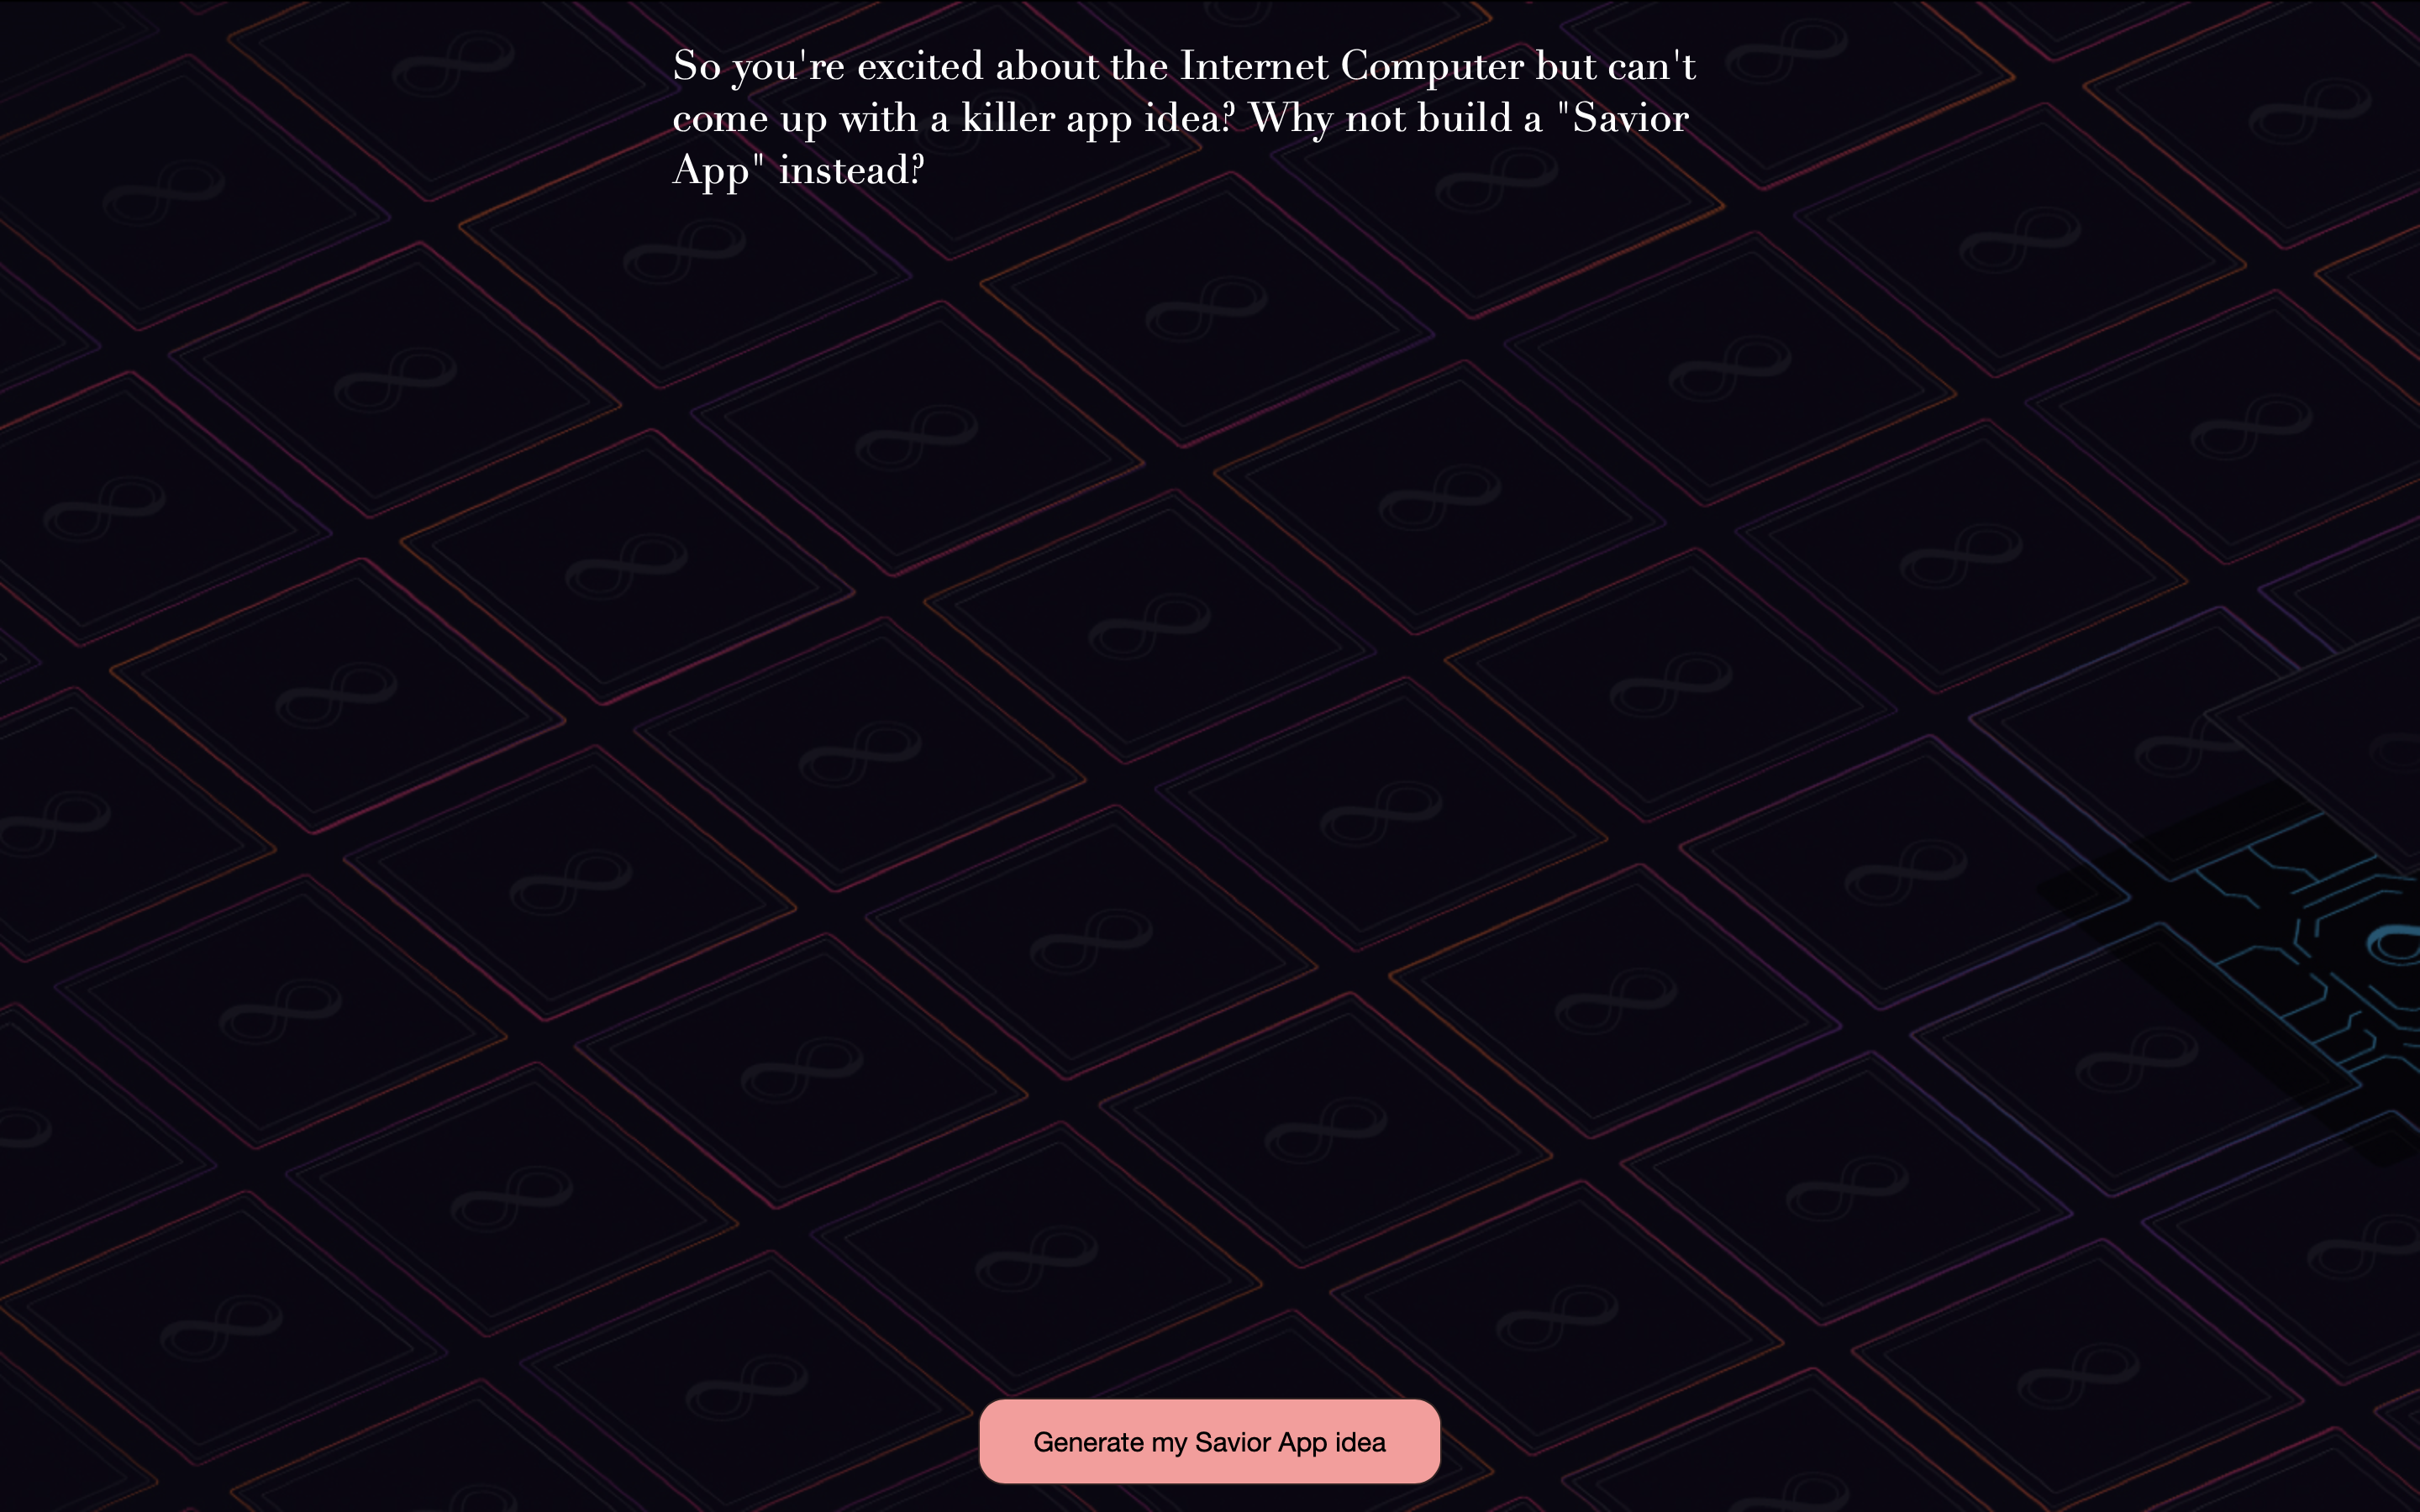 So you're excited about the Internet Computer but can't
come up with a killer app idea? Why not build a "Savior
App" instead?
Generate my Savior App idea